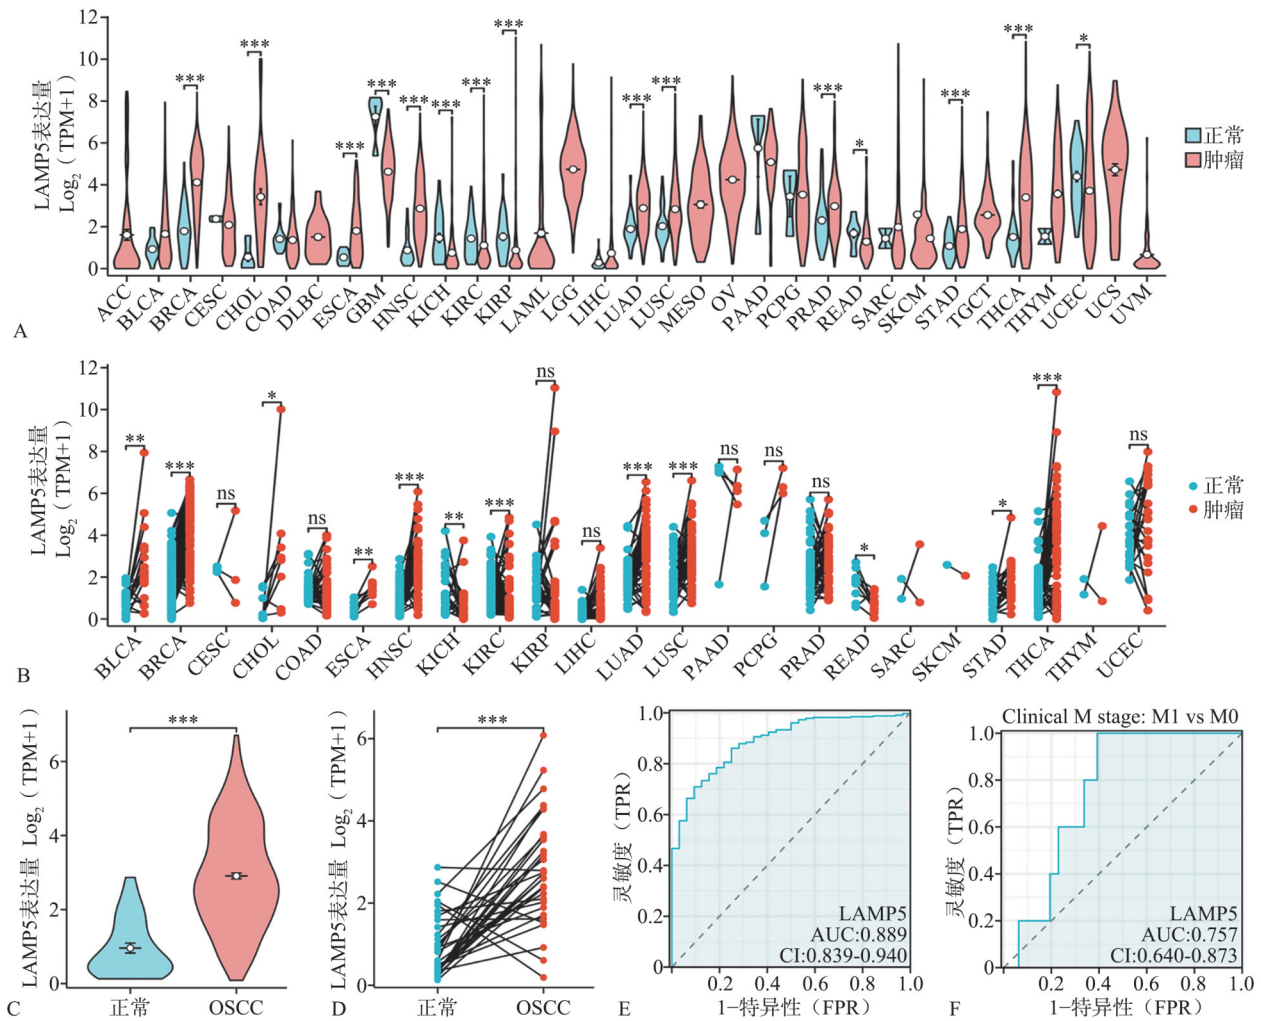 LAMP5表达量
Log₂（TPM+1）
12
10
8
6
4
2
0
*** *** *** *** *** *** *** *** *** *** *** * *** *** *
正常
肿瘤
ACC BLCA BRCA CESC CHOL COAD DLBC ESCA GBM HNSC KICH KIRC KIRP LAML LGG LIHC LUAD LUSC MESO OV PAAD PCPG PRAD READ SARC SKCM STAD TGCT THCA THYM UCEC UCS UVM
A
LAMP5表达量
Log₂（TPM+1）
12
10
8
6
4
2
0
** *** ns * ns ** *** ** *** ns ns *** *** ns ns ns * * *** ns
正常
肿瘤
BLCA BRCA CESC CHOL COAD ESCA HNSC KICH KIRC KIRP LIHC LUAD LUSC PAAD PCPG PRAD READ SARC SKCM STAD THCA THYM UCEC
B
LAMP5表达量 Log₂（TPM+1）
6
4
2
0
***
正常 OSCC
C
LAMP5表达量 Log₂（TPM+1）
6
4
2
0
***
正常 OSCC
D
灵敏度（TPR）
1.0
0.8
0.6
0.4
0.2
0
LAMP5
AUC:0.889
CI:0.839-0.940
0.2 0.4 0.6 0.8 1.0
1-特异性（FPR）
E
Clinical M stage: M1 vs M0
灵敏度（TPR）
1.0
0.8
0.6
0.4
0.2
0
LAMP5
AUC:0.757
CI:0.640-0.873
0.2 0.4 0.6 0.8 1.0
1-特异性（FPR）
F